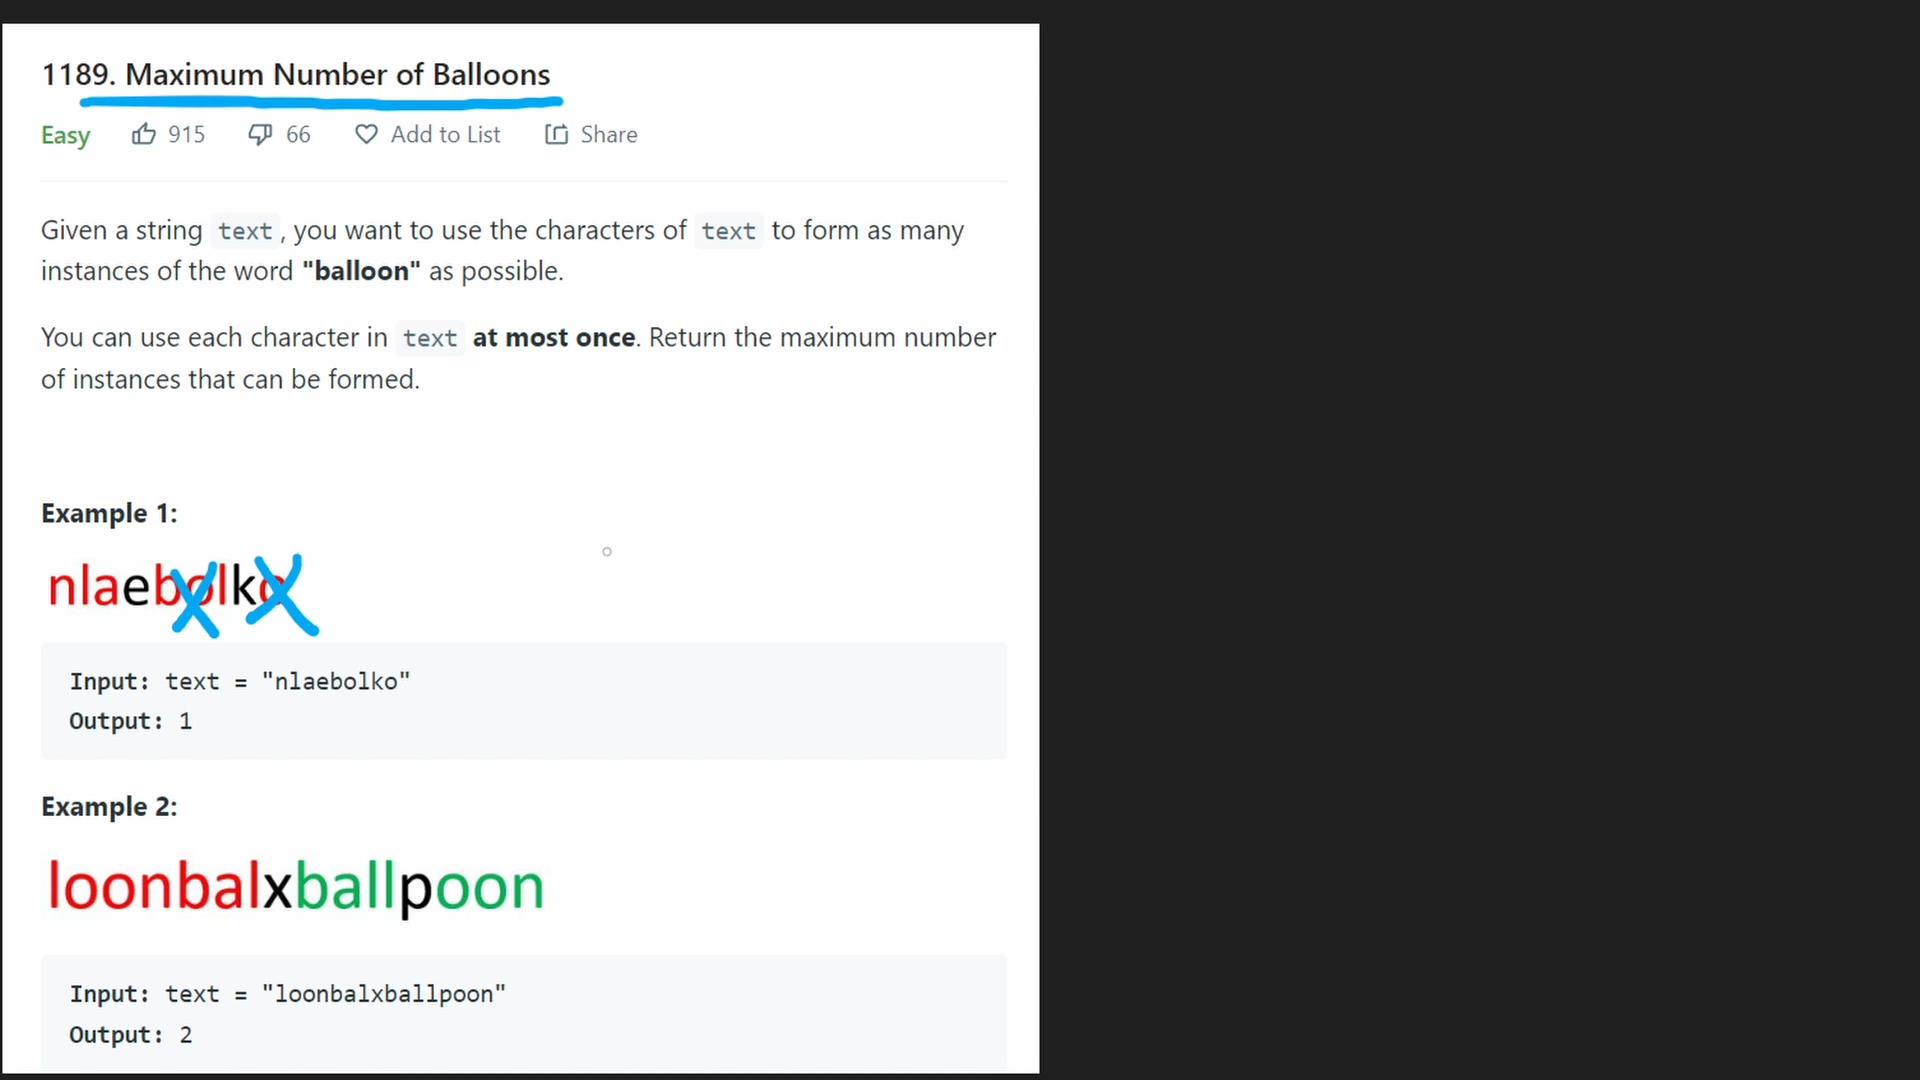 1189. Maximum Number of Balloons
Easy 915 66 Add to List Share
Given a string text, you want to use the characters of text to form as many
instances of the word "balloon" as possible.
You can use each character in text at most once. Return the maximum number
of instances that can be formed.
Example 1:
nlaebolko
Input: text = "nlaebolko"
Output: 1
Example 2:
loonbalxballpoon
Input: text = "loonbalxballpoon"
Output: 2